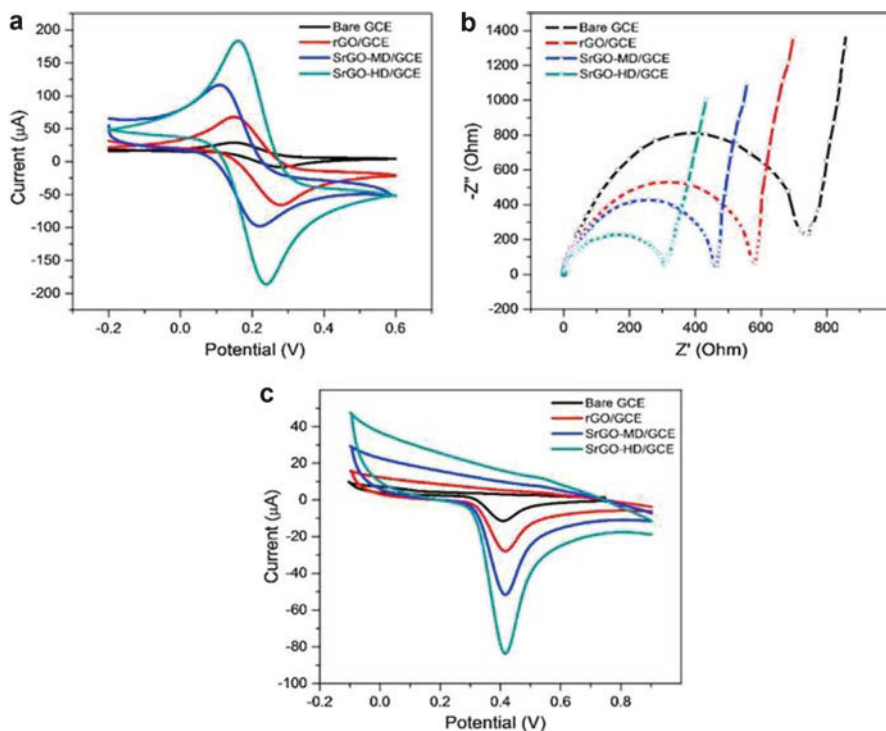 a
Bare GCE
rGO/GCE
SrGO-MD/GCE
SrGO-HD/GCE
200
150
100
50
0
-50
-100
-150
-200
Current (µA)
-0.2 0.0 0.2 0.4 0.6
Potential (V)
b
Bare GCE
rGO/GCE
SrGO-MD/GCE
SrGO-HD/GCE
1400
1200
1000
800
600
400
200
0
-200
-Z" (Ohm)
0 200 400 600 800
Z' (Ohm)
c
Bare GCE
rGO/GCE
SrGO-MD/GCE
SrGO-HD/GCE
40
20
0
-20
-40
-60
-80
-100
Current (µA)
-0.2 0.0 0.2 0.4 0.6 0.8
Potential (V)